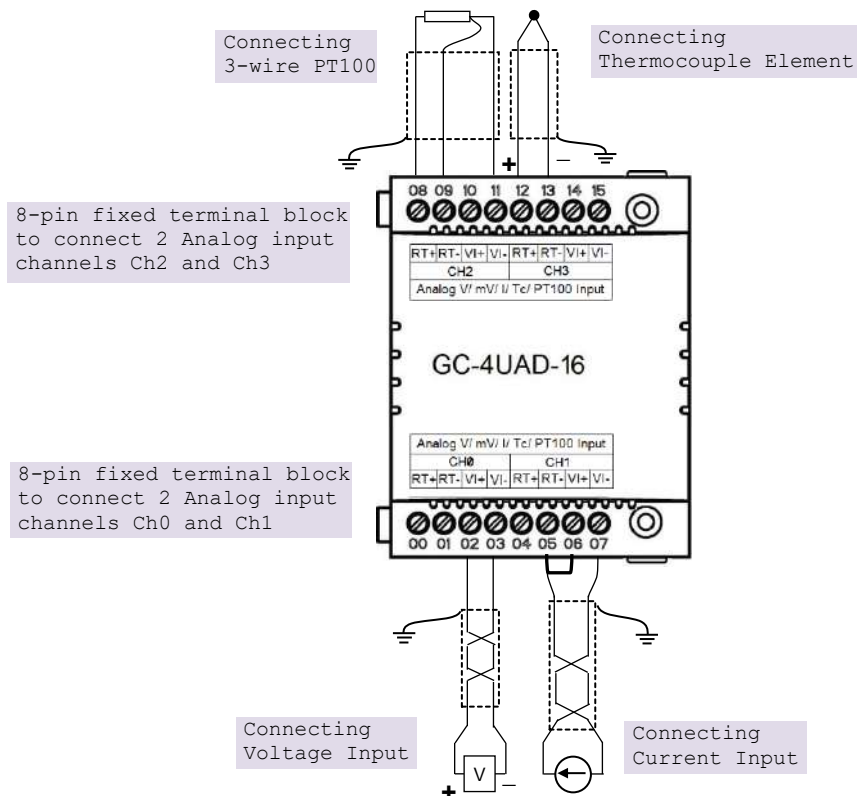 Connecting
3-wire PT100
Connecting
Thermocouple Element
+ −
08 09 10 11 12 13 14 15
8-pin fixed terminal block
to connect 2 Analog input
channels Ch2 and Ch3
RT+ RT- VI+ VI- RT+ RT- VI+ VI-
CH2 CH3
Analog V/ mV/ I/ Tc/ PT100 Input
GC-4UAD-16
Analog V/ mV/ I/ Tc/ PT100 Input
CH0 CH1
RT+ RT- VI+ VI- RT+ RT- VI+ VI-
8-pin fixed terminal block
to connect 2 Analog input
channels Ch0 and Ch1
00 01 02 03 04 05 06 07
Connecting
Voltage Input
+ V −
Connecting
Current Input